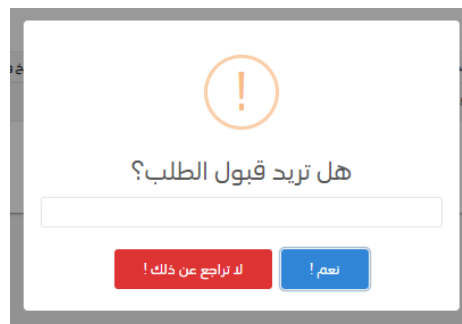 !
هل تريد قبول الطلب؟
نعم !
لا تراجع عن ذلك !